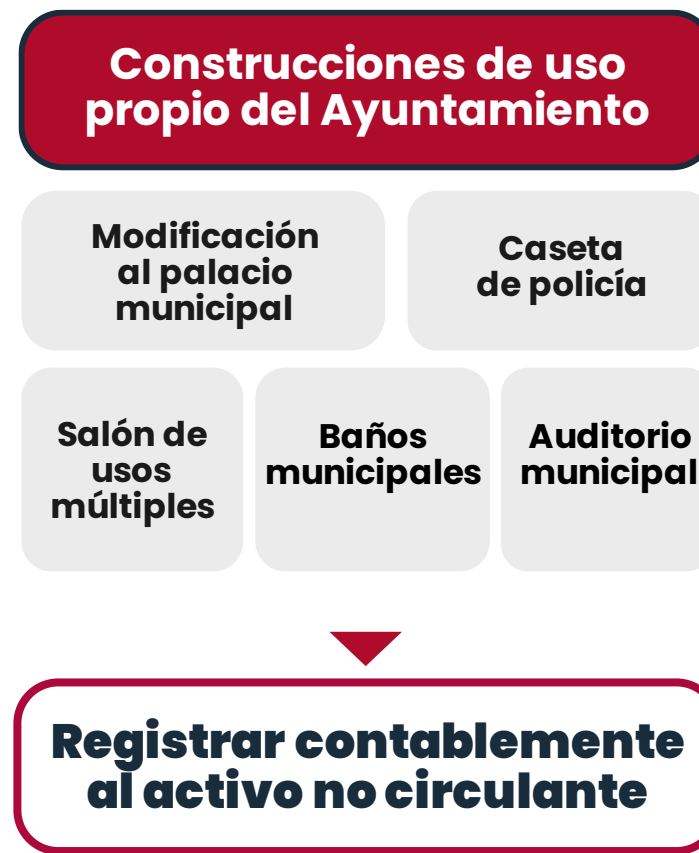 Construcciones de uso
propio del Ayuntamiento
Modificación
al palacio
municipal
Caseta
de policía
Salón de
usos
múltiples
Baños
municipales
Auditorio
municipal
Registrar contablemente
al activo no circulante